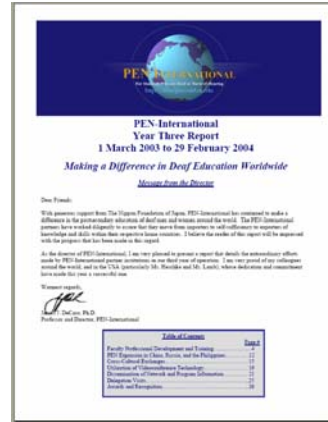 PEN-INTERNATIONAL
PEN-International
Year Three Report
1 March 2003 to 29 February 2004
Making a Difference in Deaf Education Worldwide
Message from the Director
Dear Friends:
With generous support from The Nippon Foundation of Japan, PEN-International has continued to make a
difference in the postsecondary education of deaf men and women around the world. The PEN-International
partners have worked diligently to assure that they move from importers to self-sufficiency to exporters of
knowledge and skills within their respective home countries. I believe the reader of this report will be impressed
with the progress that has been made in this regard.
As the director of PEN-International, I am very pleased to present a report that details the extraordinary efforts
made by PEN-International partner institutions in our third year of operation. I am very proud of my colleagues
around the world, and in the USA (particularly Ms. and Mr. whose dedication and commitment
have made this year a successful one.
Warmest regards,
James J. DeCaro, Ph.D.
Professor and Director, PEN-International
Table of Contents
Page #
Faculty Professional Development and Training
PEN Expansion in China, Russia, and the Philippines 12
Cross-Cultural Exchanges
Utilization of Videoconference Technology
Dissemination of Network and Program Information
Delegation Visits
Awards and Recognition